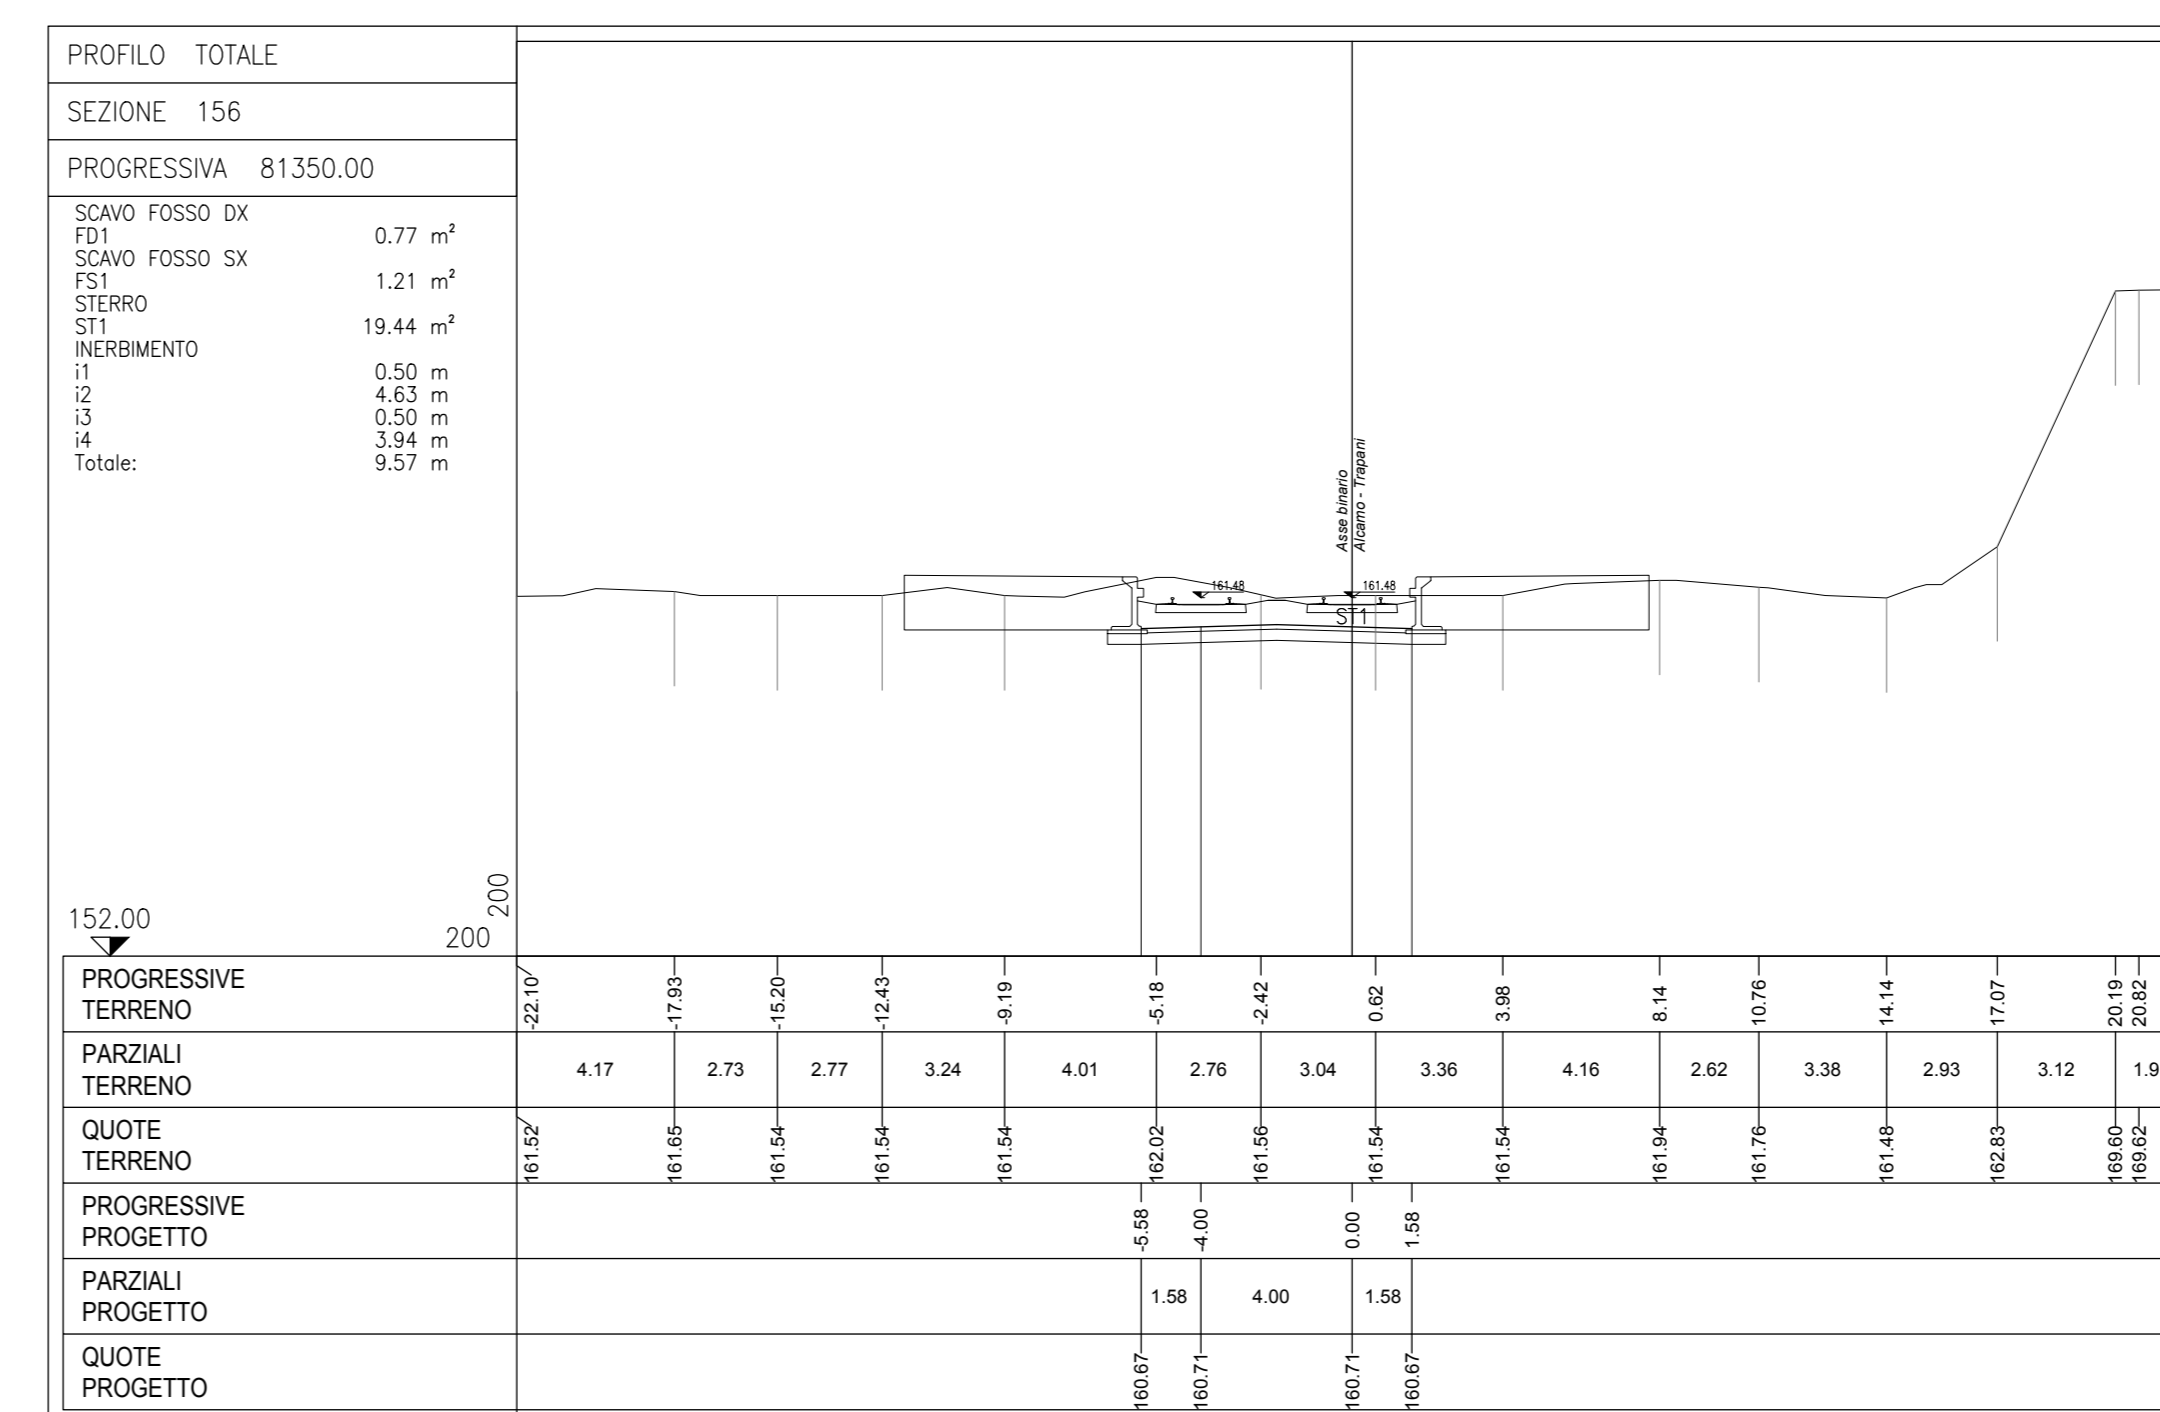 PROFILO TOTALE
SEZIONE 156
PROGRESSIVA 81350.00
SCAVO FOSSO DX
FD1 0.77 m²
SCAVO FOSSO SX
FS1 1.21 m²
STERRO
ST1 19.44 m²
INERBIMENTO
i1 0.50 m
i2 4.63 m
i3 0.50 m
i4 3.94 m
Totale: 9.57 m
Asse binario
Alcamo - Trapani
161.48 161.48
ST1
200
152.00
200
PROGRESSIVE
TERRENO
-22.10 -17.93 -15.20 -12.43 -9.19 -5.18 -2.42 0.62 3.98 8.14 10.76 14.14 17.07 20.19 20.82
PARZIALI
TERRENO
4.17 2.73 2.77 3.24 4.01 2.76 3.04 3.36 4.16 2.62 3.38 2.93 3.12 1.9
QUOTE
TERRENO
161.52 161.65 161.54 161.54 161.54 162.02 161.56 161.54 161.54 161.94 161.76 161.48 162.83 169.60 169.62
PROGRESSIVE
PROGETTO
-5.58 -4.00 0.00 1.58
PARZIALI
PROGETTO
1.58 4.00 1.58
QUOTE
PROGETTO
160.67 160.71 160.71 160.67